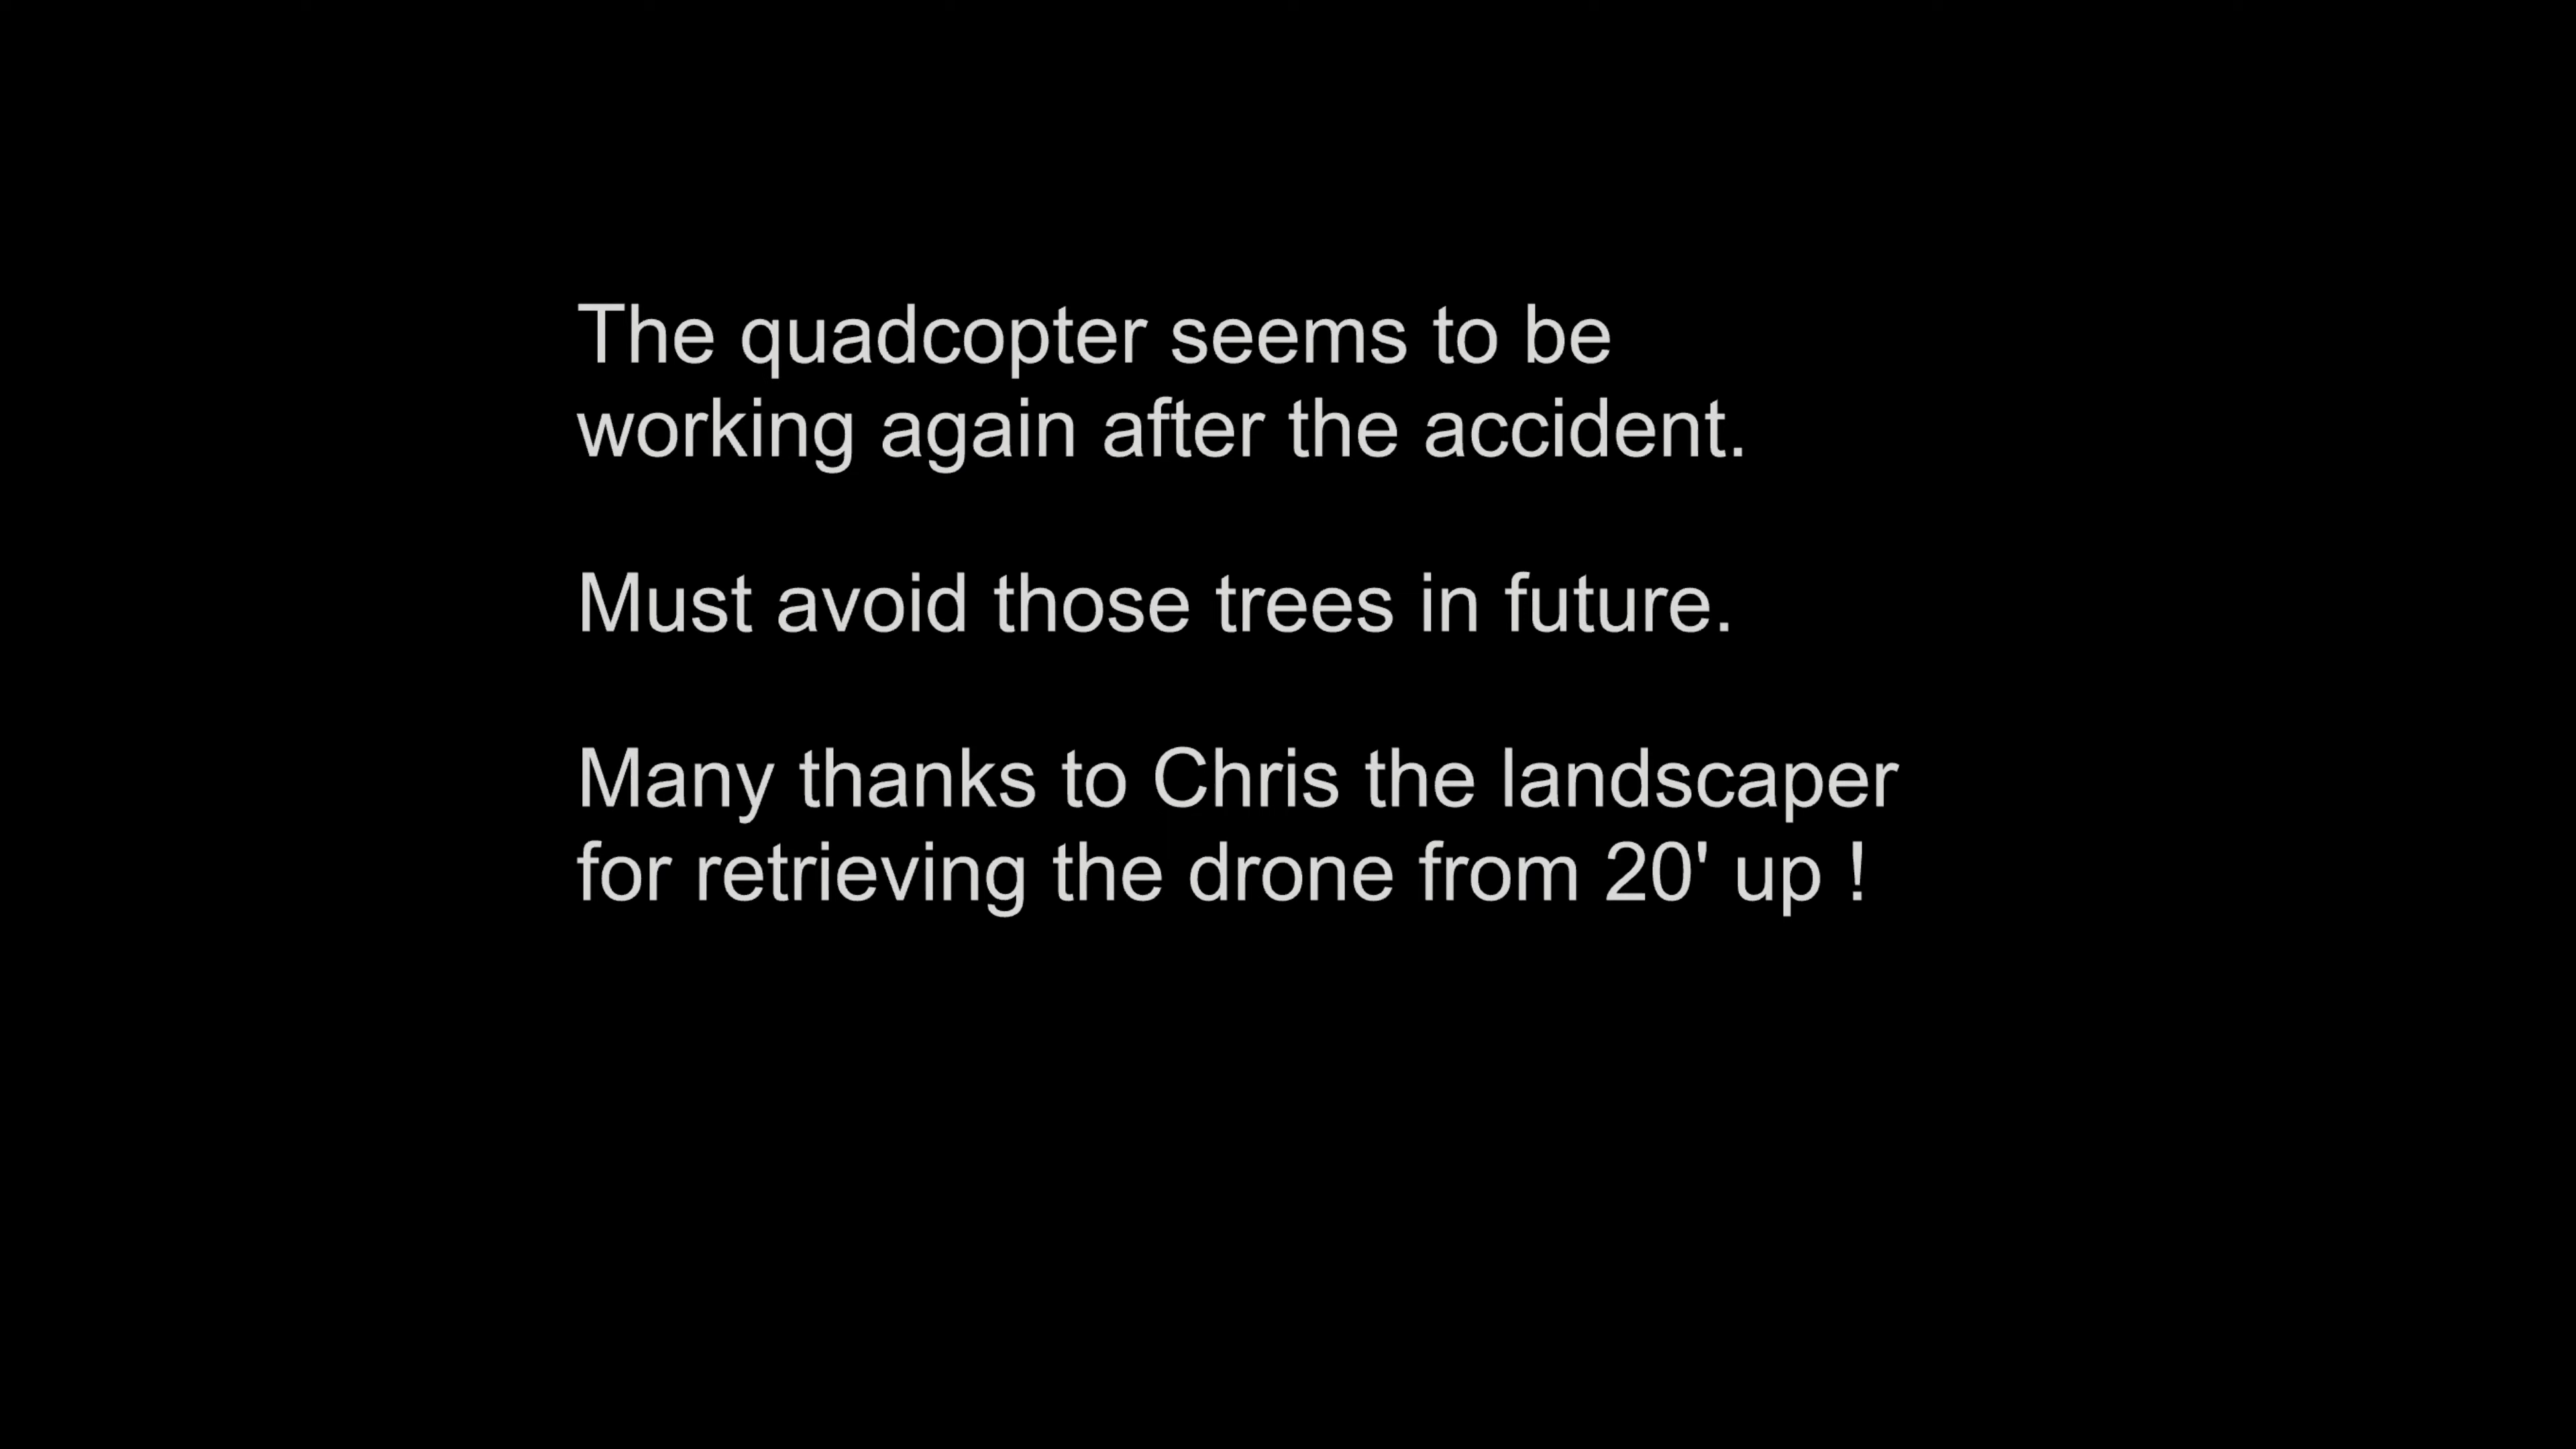 The quadcopter seems to be
working again after the accident.
Must avoid those trees in future.
Many thanks to Chris the landscaper
for retrieving the drone from 20' up !